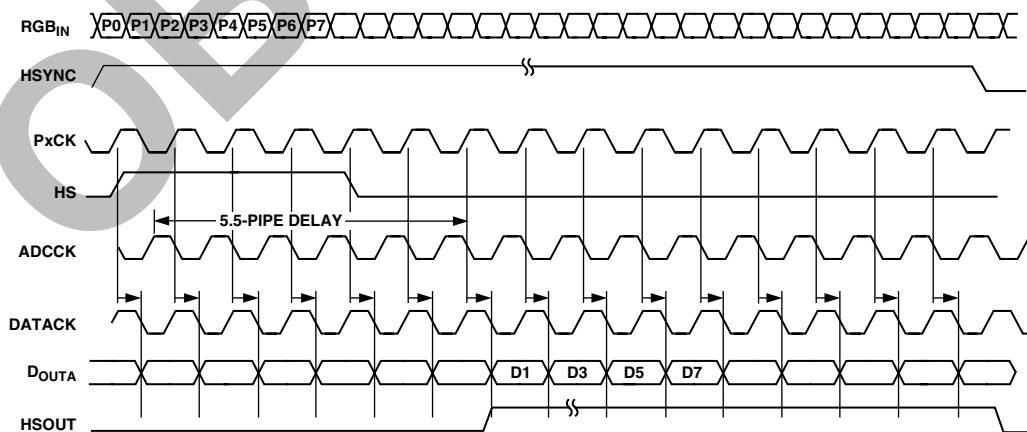 RGBIN P0 P1 P2 P3 P4 P5 P6 P7
HSYNC
PxCK
HS
5.5-PIPE DELAY
ADCCK
DATACK
DOUTA D1 D3 D5 D7
HSOUT
OB